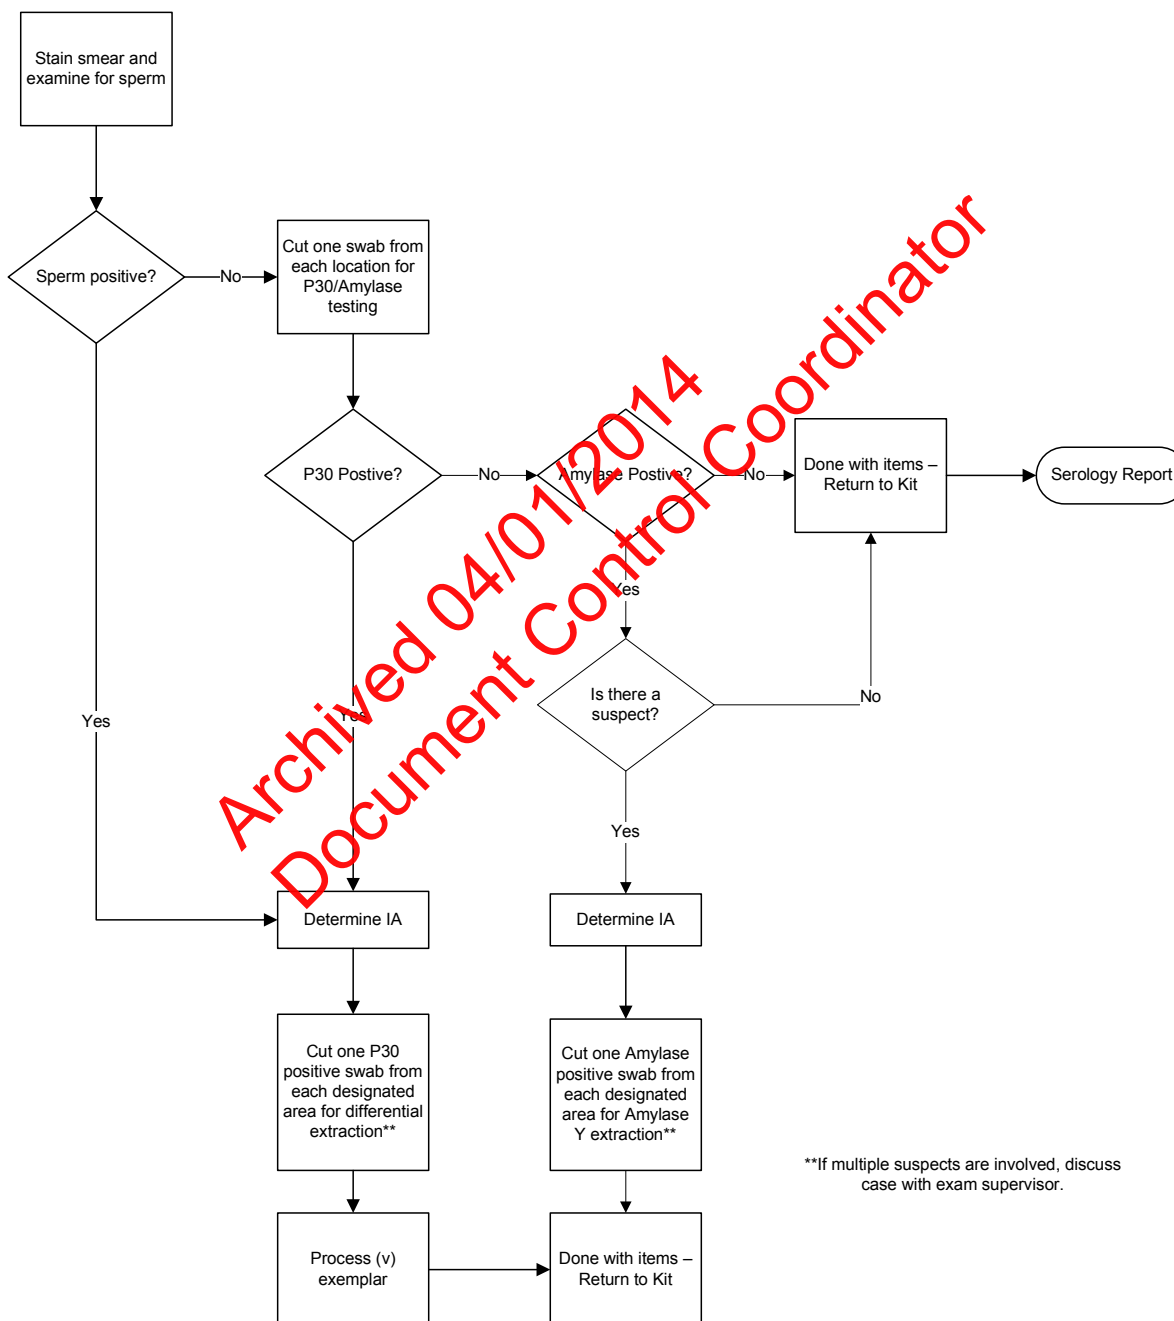 Stain smear and
examine for sperm
Sperm positive?
No
Cut one swab from
each location for
P30/Amylase
testing
P30 Postive?
No
Amylase Postive?
No
Done with items –
Return to Kit
Serology Report
Yes
Is there a
suspect?
No
Yes
Yes
Yes
Determine IA
Determine IA
Cut one P30
positive swab from
each designated
area for differential
extraction**
Cut one Amylase
positive swab from
each designated
area for Amylase
Y extraction**
**If multiple suspects are involved, discuss
case with exam supervisor.
Process (v)
exemplar
Done with items –
Return to Kit
Archived 04/01/2014
Document Control Coordinator